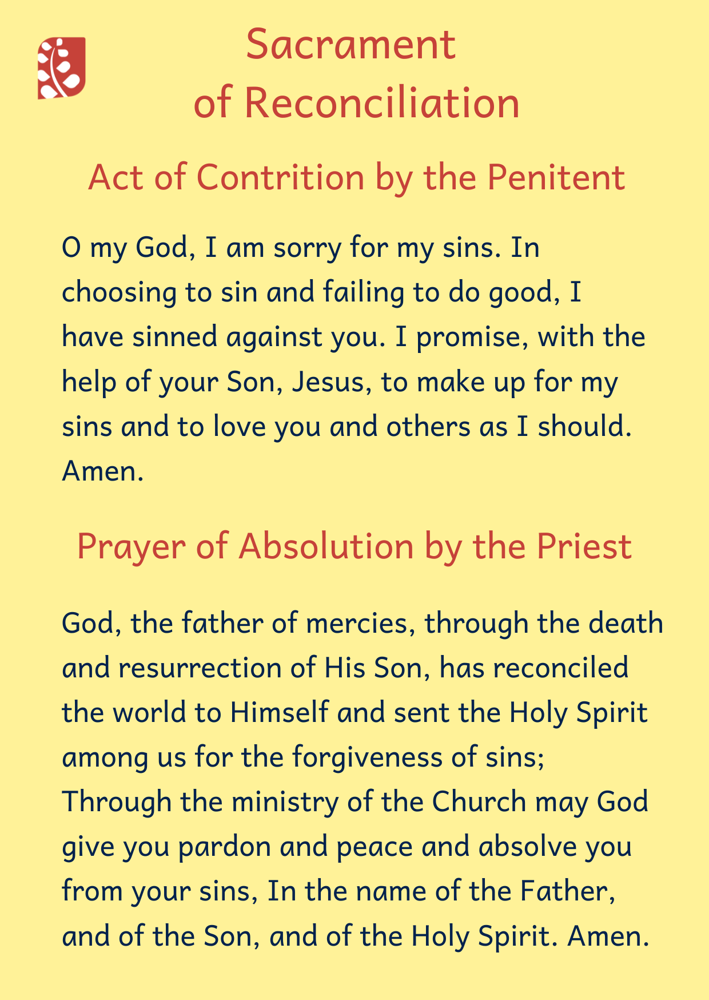 Sacrament
of Reconciliation
Act of Contrition by the Penitent
O my God, I am sorry for my sins. In
choosing to sin and failing to do good, I
have sinned against you. I promise, with the
help of your Son, Jesus, to make up for my
sins and to love you and others as I should.
Amen.
Prayer of Absolution by the Priest
God, the father of mercies, through the death
and resurrection of His Son, has reconciled
the world to Himself and sent the Holy Spirit
among us for the forgiveness of sins;
Through the ministry of the Church may God
give you pardon and peace and absolve you
from your sins, In the name of the Father,
and of the Son, and of the Holy Spirit. Amen.